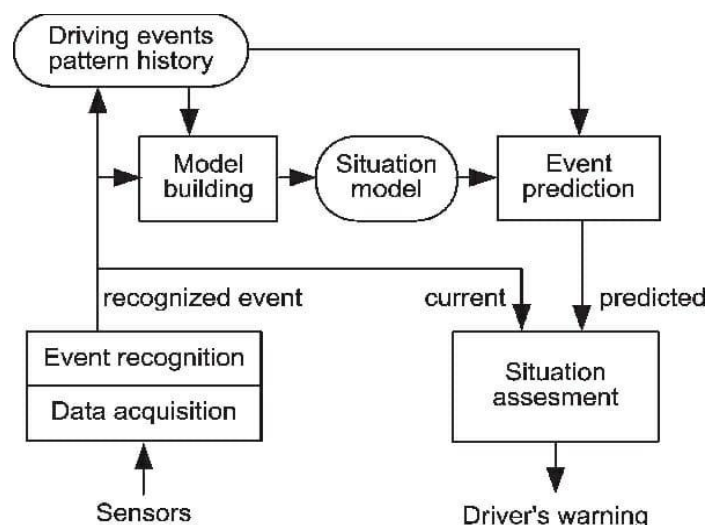 Driving events
pattern history
Model
building
Situation
model
Event
prediction
recognized event
current
predicted
Event recognition
Data acquisition
Situation
assesment
Sensors
Driver's warning